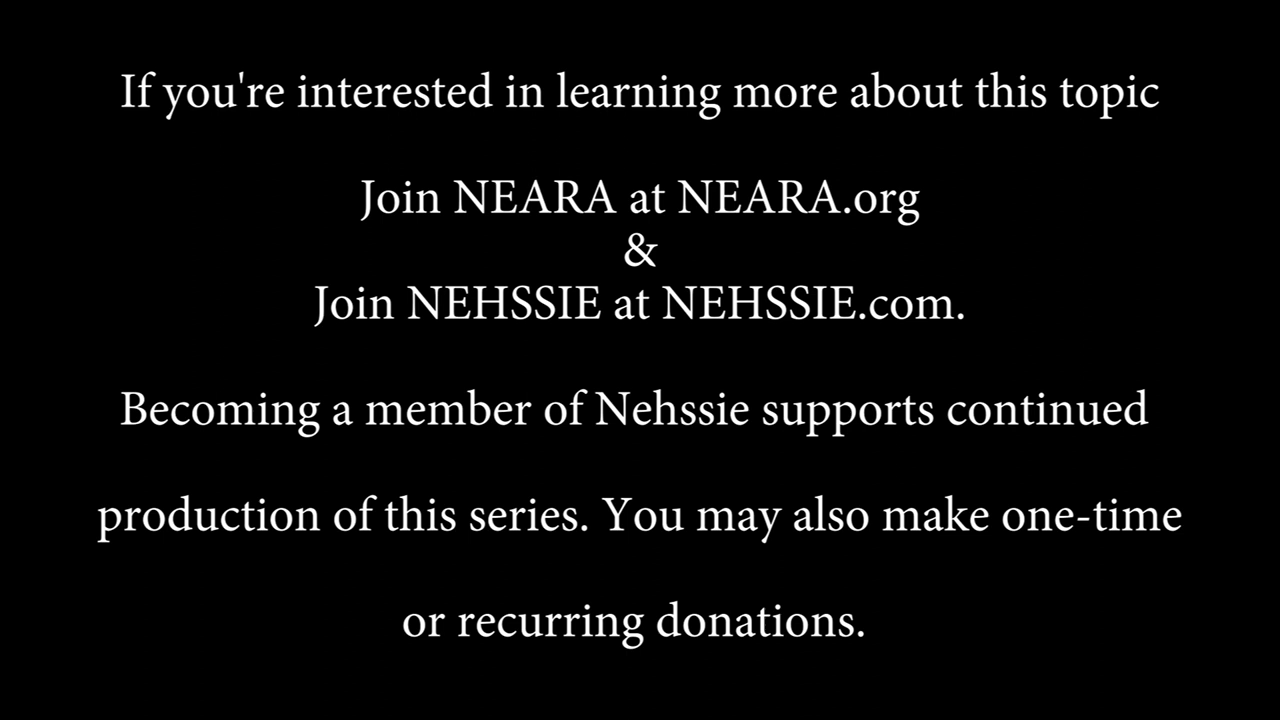 If you're interested in learning more about this topic
Join NEARA at NEARA.org
&
Join NEHSSIE at NEHSSIE.com.
Becoming a member of Nehssie supports continued
production of this series. You may also make one-time
or recurring donations.